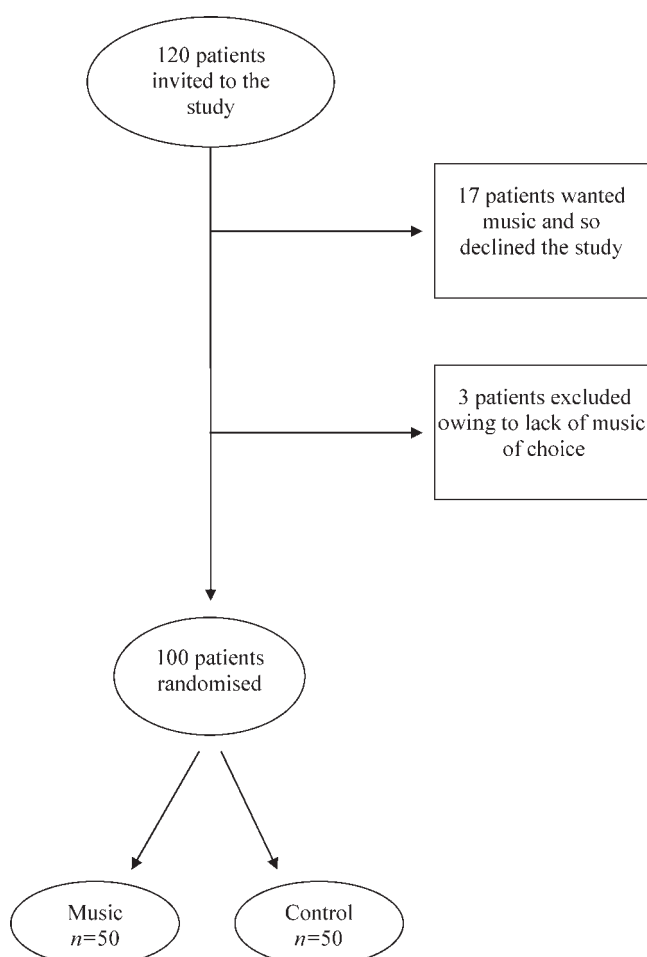 120 patients
invited to the
study
17 patients wanted
music and so
declined the study
3 patients excluded
owing to lack of music
of choice
100 patients
randomised
Music
n=50
Control
n=50